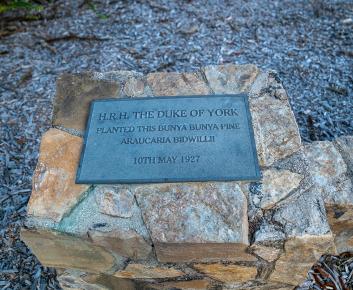 H.R.H. THE DUKE OF YORK
PLANTED THIS BUNYA BUNYA PINE
ARAUCARIA BIDWILLII
10TH MAY 1927